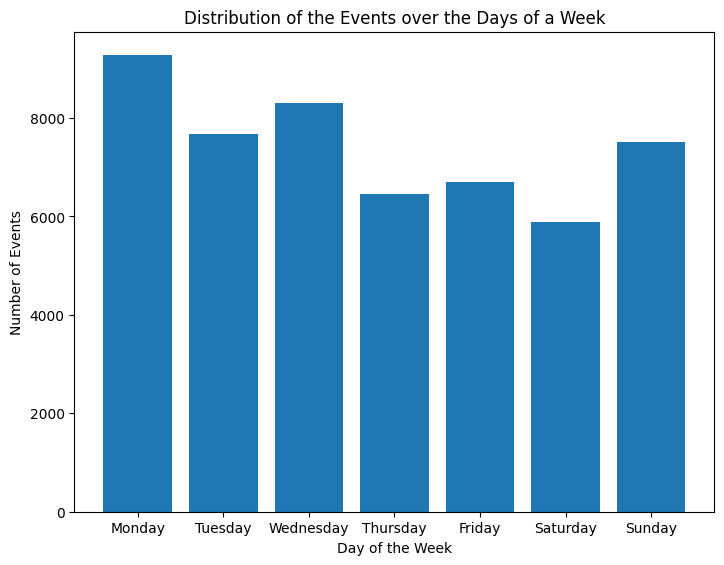 Distribution of the Events over the Days of a Week
Number of Events
8000
6000
4000
2000
0
Monday Tuesday Wednesday Thursday Friday Saturday Sunday
Day of the Week